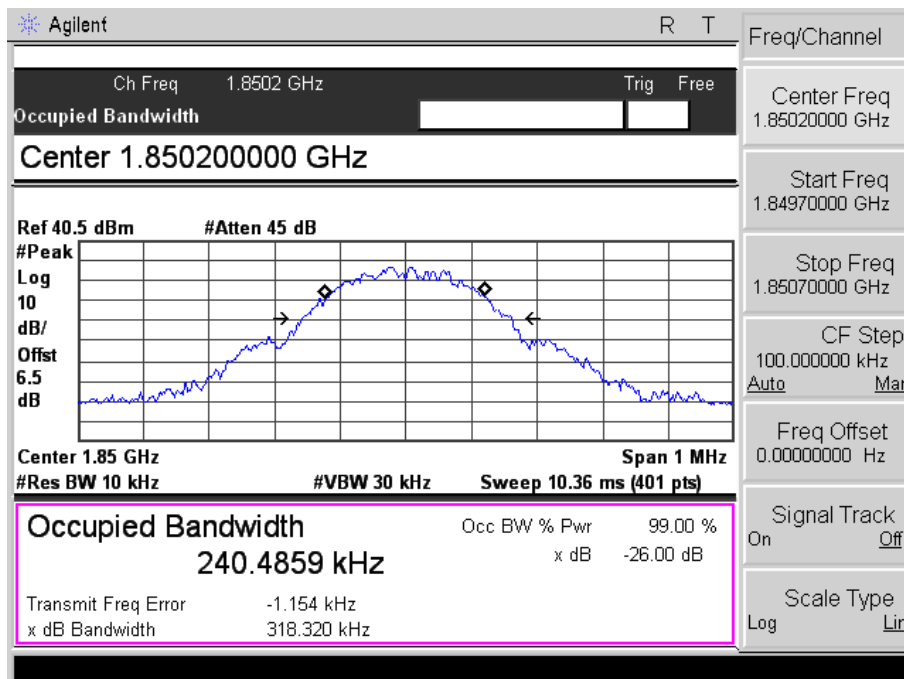 Agilent R T
Ch Freq 1.8502 GHz Trig Free
Occupied Bandwidth
Center 1.850200000 GHz
Ref 40.5 dBm #Atten 45 dB
#Peak
Log
10
dB/
Offst
6.5
dB
Center 1.85 GHz Span 1 MHz
#Res BW 10 kHz #VBW 30 kHz Sweep 10.36 ms (401 pts)
Occupied Bandwidth Occ BW % Pwr 99.00 %
240.4859 kHz x dB -26.00 dB
Transmit Freq Error -1.154 kHz
x dB Bandwidth 318.320 kHz
Freq/Channel
Center Freq
1.85020000 GHz
Start Freq
1.84970000 GHz
Stop Freq
1.85070000 GHz
CF Step
100.000000 kHz
Auto Mar
Freq Offset
0.00000000 Hz
Signal Track
On Off
Scale Type
Log Lin